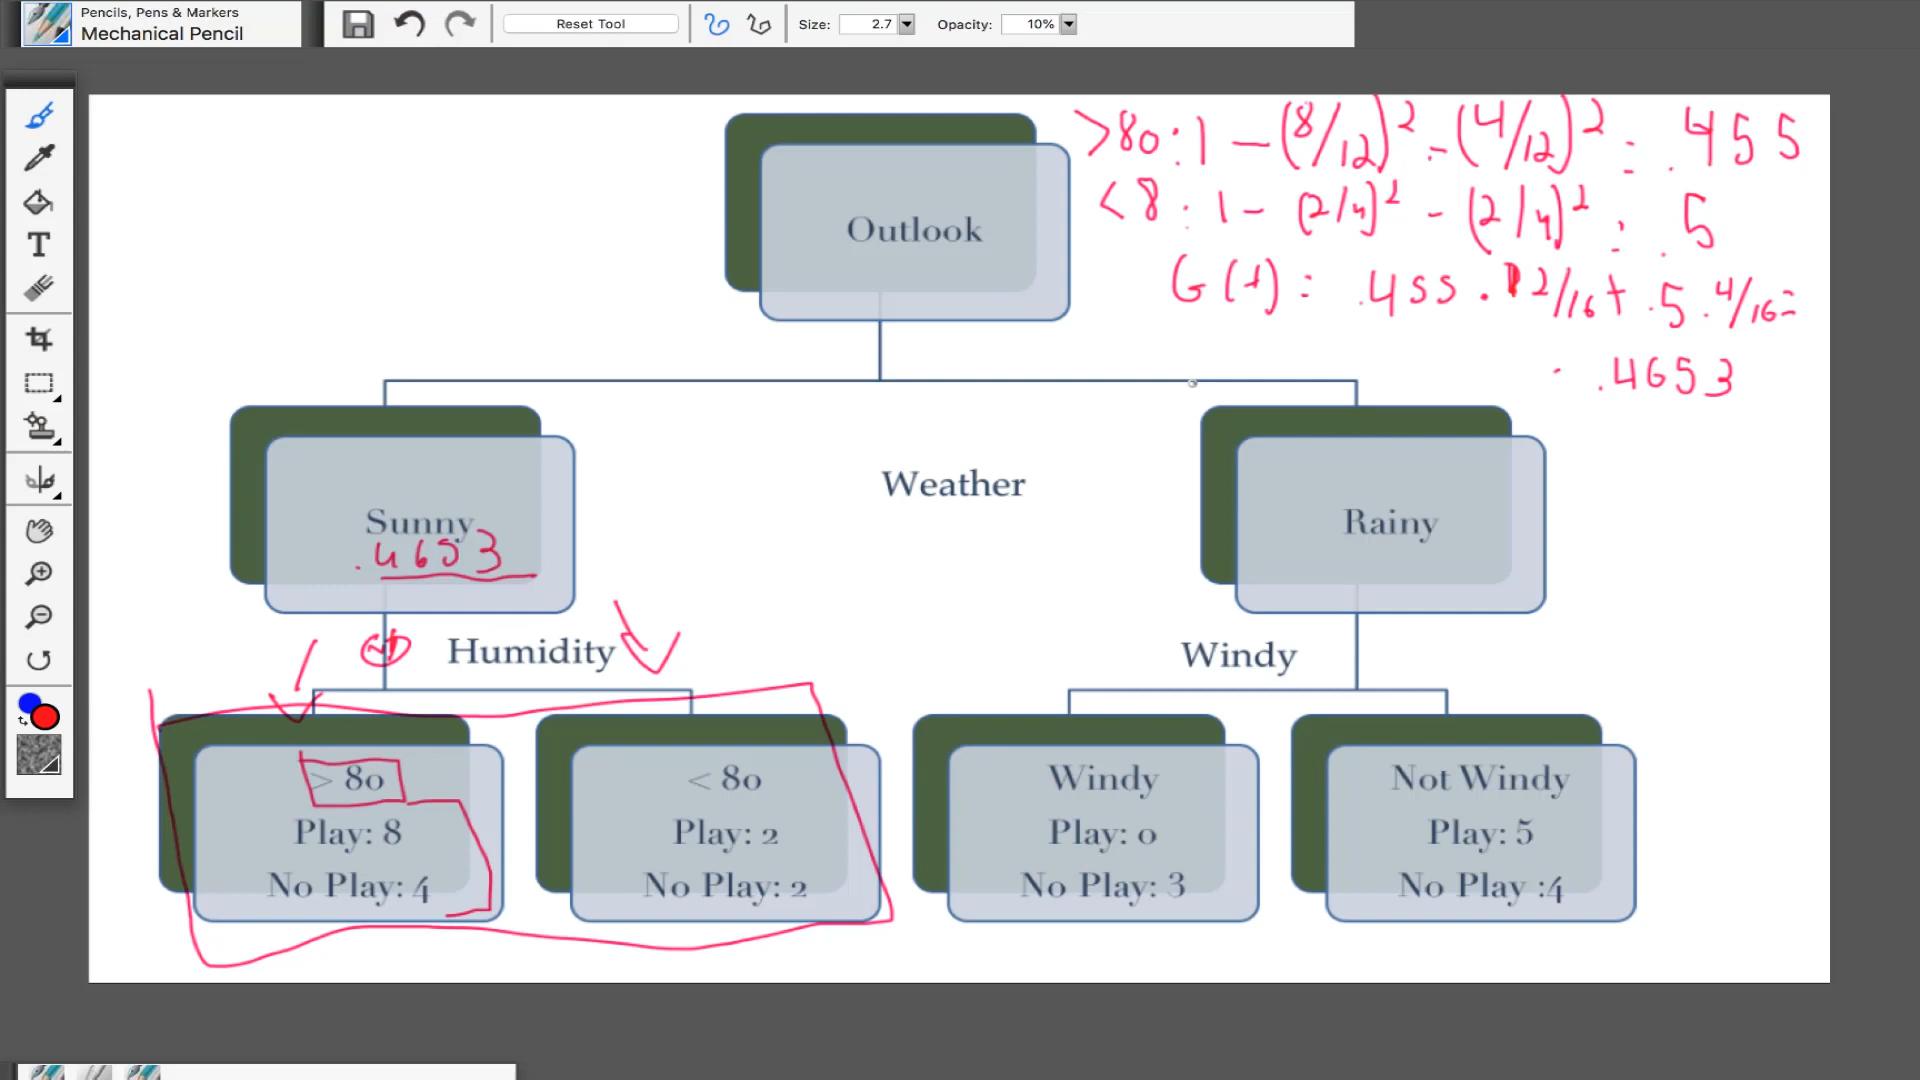 Pencils, Pens & Markers
Mechanical Pencil
Reset Tool
Size: 2.7
Opacity: 10%
>80 : 1 - (8/12)² - (4/12)² = .455
<8 : 1 - (2/4)² - (2/4)² = .5
Outlook
= .455 . 12/16 + .5 . 4/16 =
= .4653
Sunny
.4653
Weather
Rainy
Humidity
Windy
> 80
Play: 8
No Play: 4
< 80
Play: 2
No Play: 2
Windy
Play: 0
No Play: 3
Not Windy
Play: 5
No Play :4
T